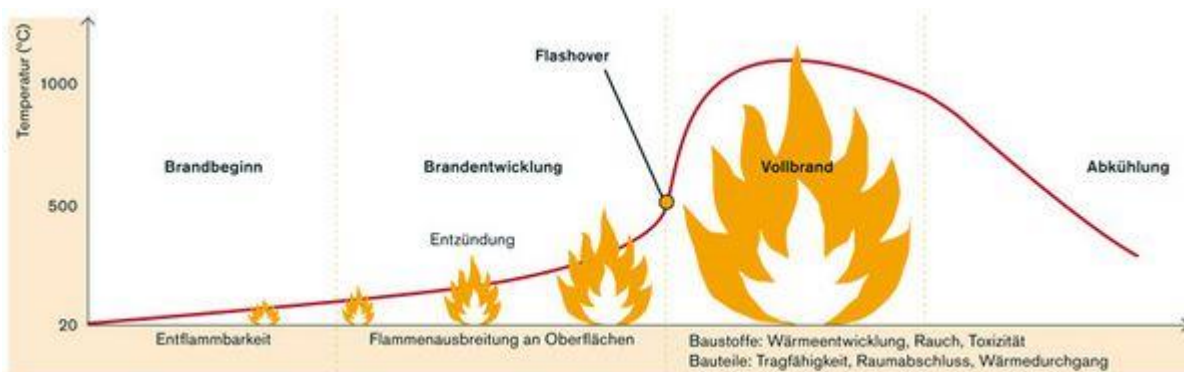 Temperatur (°C)
1000
500
20
Flashover
Brandbeginn
Brandentwicklung
Vollbrand
Abkühlung
Entzündung
Entflammbarkeit
Flammenausbreitung an Oberflächen
Baustoffe: Wärmeentwicklung, Rauch, Toxizität
Bauteile: Tragfähigkeit, Raumabschluss, Wärmedurchgang